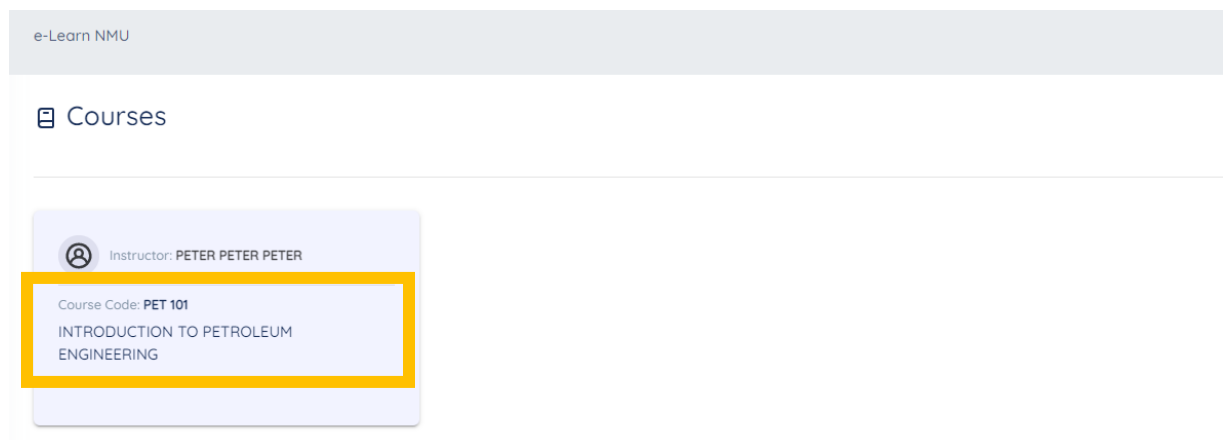 e-Learn NMU
Courses
Instructor: PETER PETER PETER
Course Code: PET 101
INTRODUCTION TO PETROLEUM
ENGINEERING